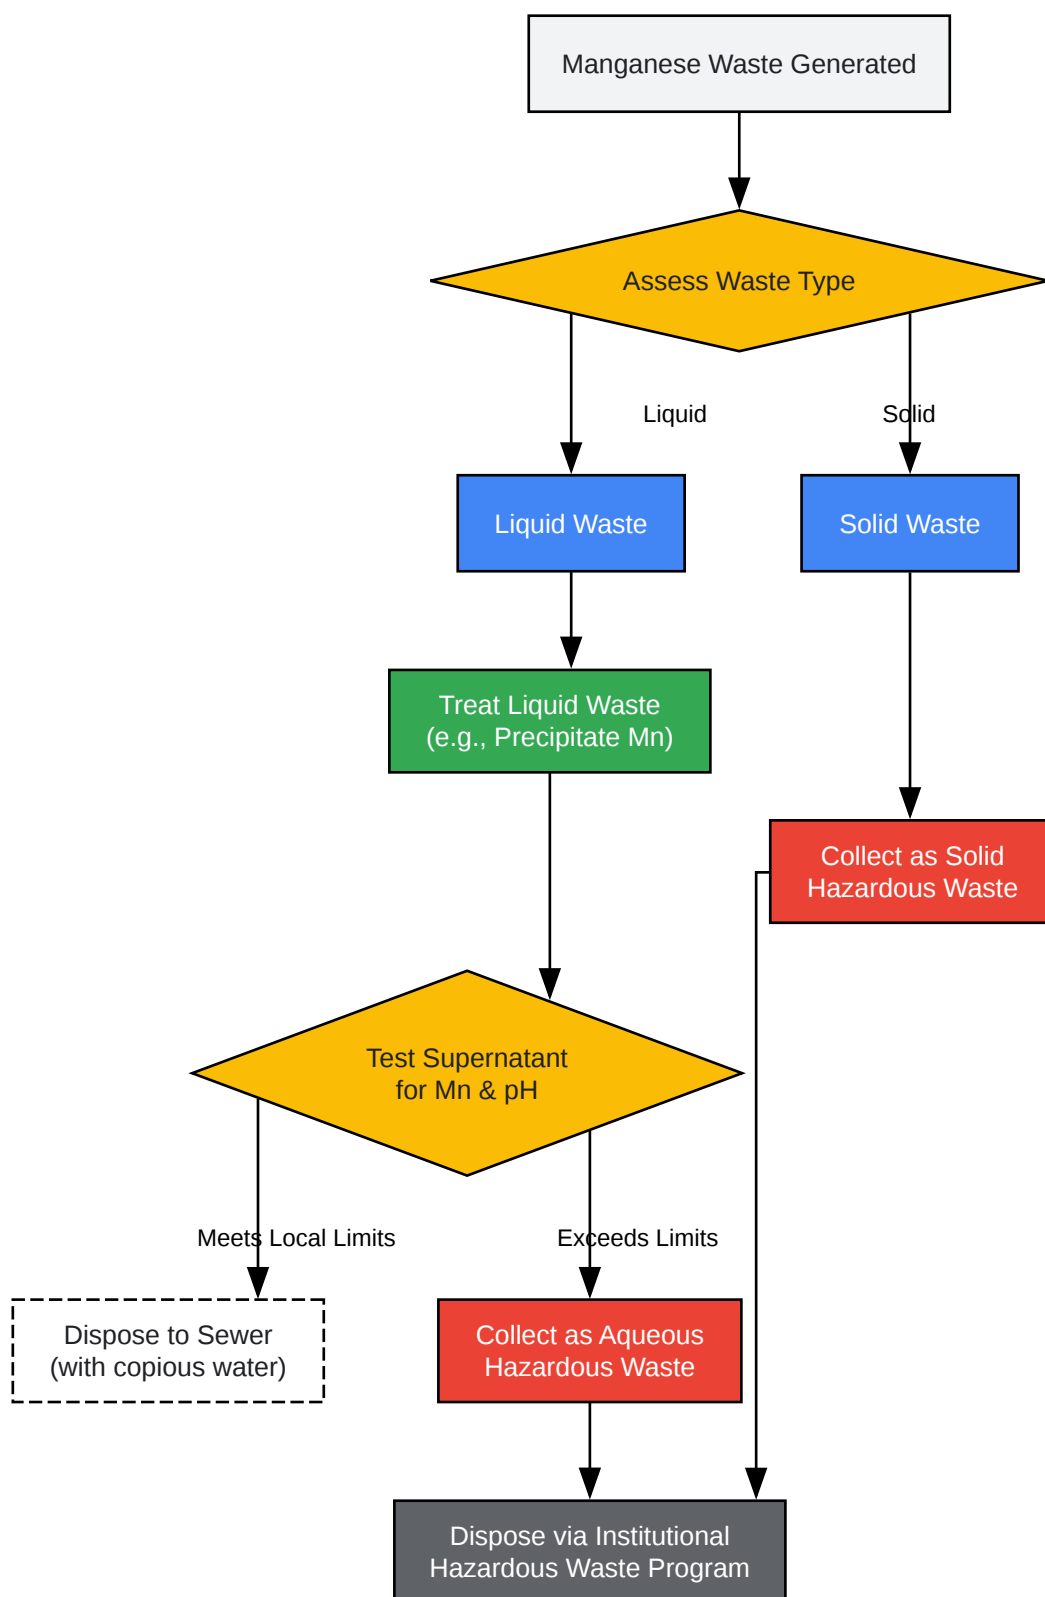 Manganese Waste Generated
Assess Waste Type
Liquid
Solid
Liquid Waste
Solid Waste
Treat Liquid Waste
(e.g., Precipitate Mn)
Collect as Solid
Hazardous Waste
Test Supernatant
for Mn & pH
Meets Local Limits
Exceeds Limits
Dispose to Sewer
(with copious water)
Collect as Aqueous
Hazardous Waste
Dispose via Institutional
Hazardous Waste Program